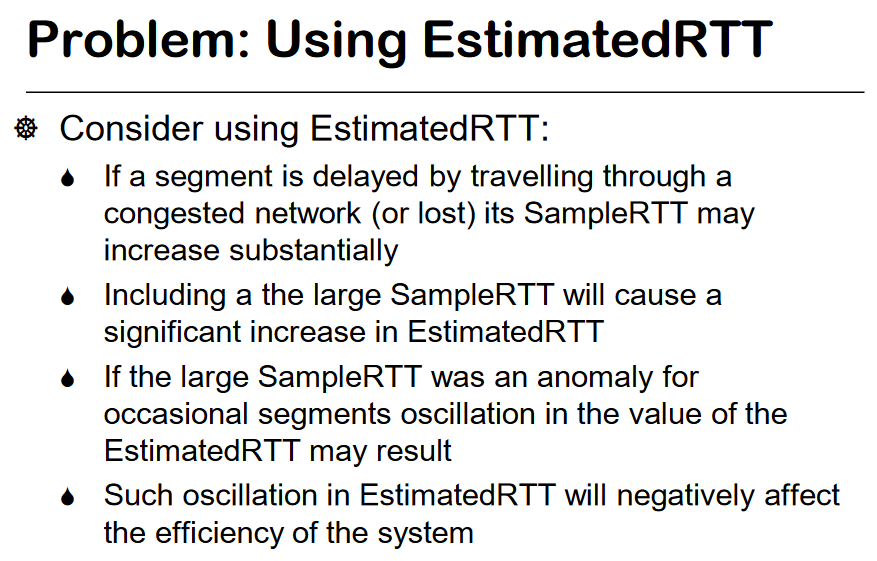 Problem: Using EstimatedRTT
Consider using EstimatedRTT:
If a segment is delayed by travelling through a
congested network (or lost) its SampleRTT may
increase substantially
Including a the large SampleRTT will cause a
significant increase in EstimatedRTT
If the large SampleRTT was an anomaly for
occasional segments oscillation in the value of the
EstimatedRTT may result
Such oscillation in EstimatedRTT will negatively affect
the efficiency of the system